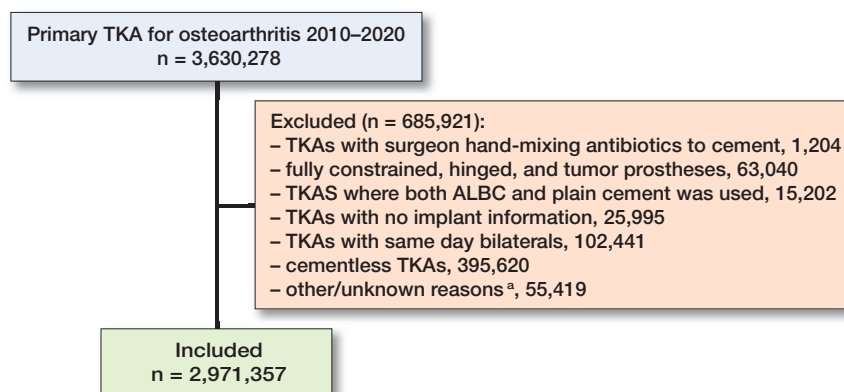 Primary TKA for osteoarthritis 2010–2020
n = 3,630,278
Excluded (n = 685,921):
– TKAs with surgeon hand-mixing antibiotics to cement, 1,204
– fully constrained, hinged, and tumor prostheses, 63,040
– TKAS where both ALBC and plain cement was used, 15,202
– TKAs with no implant information, 25,995
– TKAs with same day bilaterals, 102,441
– cementless TKAs, 395,620
– other/unknown reasons ª, 55,419
Included
n = 2,971,357